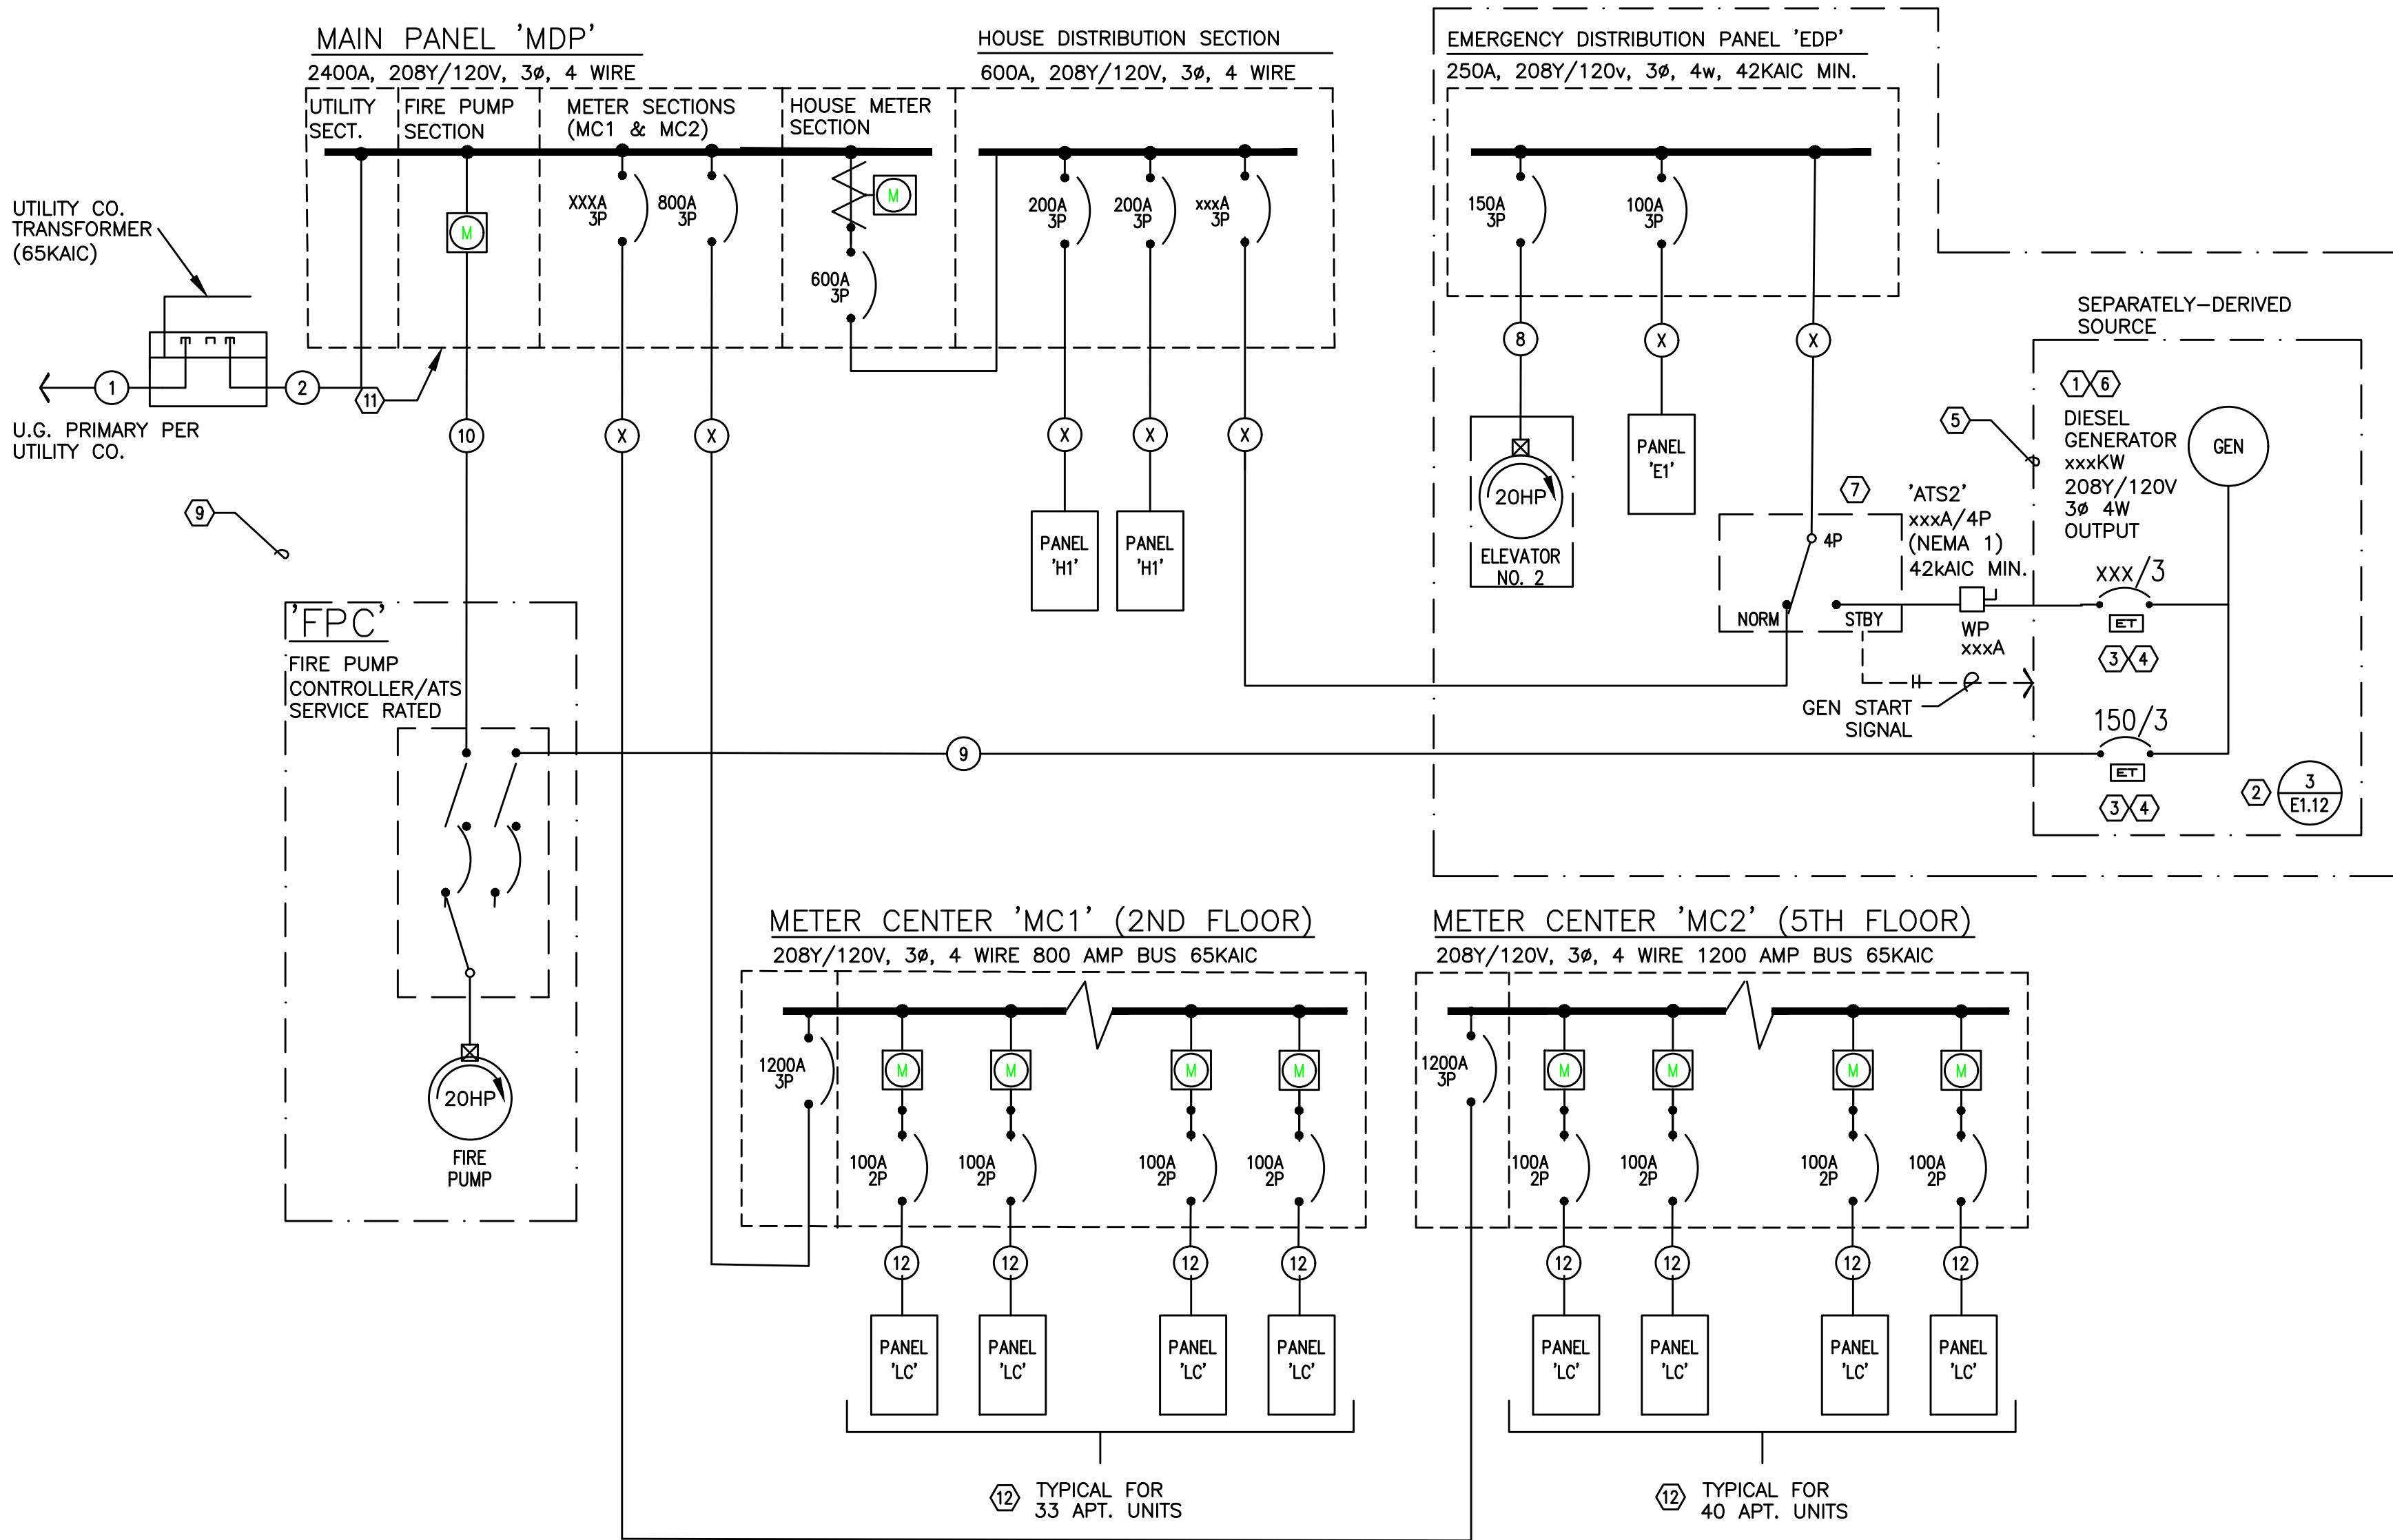 MAIN PANEL 'MDP'
2400A, 208Y/120V, 3ø, 4 WIRE
UTILITY
SECT.
FIRE PUMP
SECTION
METER SECTIONS
(MC1 & MC2)
HOUSE METER
SECTION
HOUSE DISTRIBUTION SECTION
600A, 208Y/120V, 3ø, 4 WIRE
EMERGENCY DISTRIBUTION PANEL 'EDP'
250A, 208Y/120v, 3ø, 4w, 42KAIC MIN.
UTILITY CO.
TRANSFORMER
(65KAIC)
M
XXXA
3P
800A
3P
M
600A
3P
200A
3P
200A
3P
xxxA
3P
150A
3P
100A
3P
1
2
11
U.G. PRIMARY PER
UTILITY CO.
10
X
X
X
X
X
8
X
X
PANEL
'H1'
PANEL
'H1'
20HP
ELEVATOR
NO. 2
PANEL
'E1'
SEPARATELY-DERIVED
SOURCE
1
6
5
DIESEL
GENERATOR
xxxKW
208Y/120V
3ø 4W
OUTPUT
GEN
7
'ATS2'
xxxA/4P
(NEMA 1)
42kAIC MIN.
4P
NORM
STBY
WP
xxxA
xxx/3
ET
3
4
GEN START
SIGNAL
150/3
ET
3
4
2
3
E1.12
9
9
'FPC'
FIRE PUMP
CONTROLLER/ATS
SERVICE RATED
20HP
FIRE
PUMP
METER CENTER 'MC1' (2ND FLOOR)
208Y/120V, 3ø, 4 WIRE 800 AMP BUS 65KAIC
1200A
3P
M
M
M
M
100A
2P
100A
2P
100A
2P
100A
2P
12
12
12
12
PANEL
'LC'
PANEL
'LC'
PANEL
'LC'
PANEL
'LC'
12
TYPICAL FOR
33 APT. UNITS
METER CENTER 'MC2' (5TH FLOOR)
208Y/120V, 3ø, 4 WIRE 1200 AMP BUS 65KAIC
1200A
3P
M
M
M
M
100A
2P
100A
2P
100A
2P
100A
2P
12
12
12
12
PANEL
'LC'
PANEL
'LC'
PANEL
'LC'
PANEL
'LC'
12
TYPICAL FOR
40 APT. UNITS